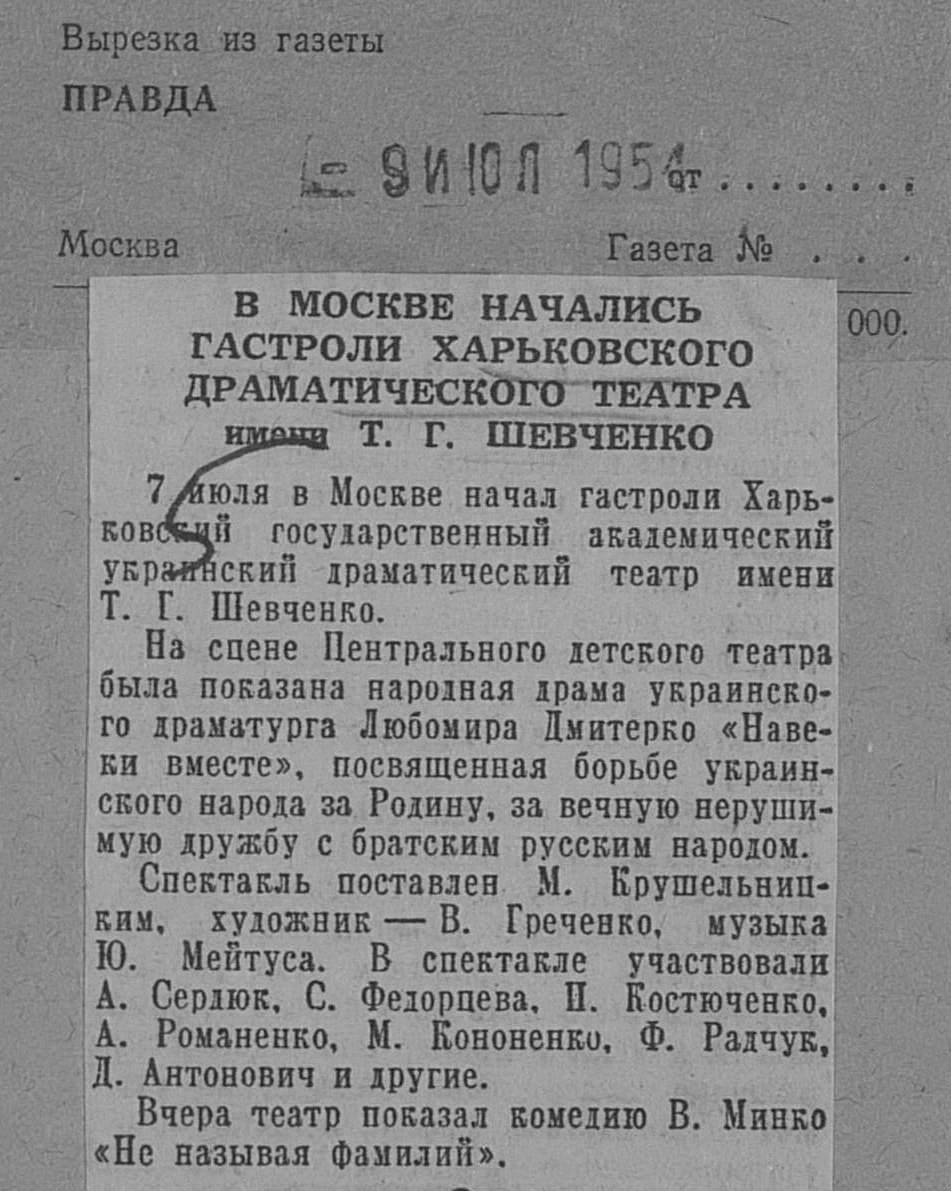 Вырезка из газеты
ПРАВДА
9 ИЮЛ 1954 от . . . . . . . . .
Москва Газета № . . .
000.
В МОСКВЕ НАЧАЛИСЬ
ГАСТРОЛИ ХАРЬКОВСКОГО
ДРАМАТИЧЕСКОГО ТЕАТРА
имени Т. Г. ШЕВЧЕНКО
7 июля в Москве начал гастроли Харь-
ковский государственный академический
украинский драматический театр имени
Т. Г. Шевченко.
На сцене Центрального детского театра
была показана народная драма украинско-
го драматурга Любомира Дмитерко «Наве-
ки вместе», посвященная борьбе украин-
ского народа за Родину, за вечную неруши-
мую дружбу с братским русским народом.
Спектакль поставлен М. Крушельниц-
ким, художник — В. Греченко, музыка
Ю. Мейтуса. В спектакле участвовали
А. Сердюк, С. Федорцева, Н. Костюченко,
А. Романенко, М. Кононенко, Ф. Радчук,
Д. Антонович и другие.
Вчера театр показал комедию В. Минко
«Не называя фамилий».